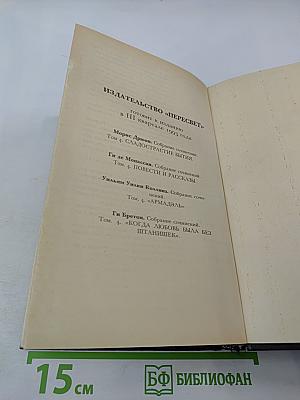 ИЗДАТЕЛЬСТВО «ПЕРЕСВЕТ»
готовит к изданию
в III квартале 1993 года
Морис Дрюон. Собрание сочинений.
Том. 4. СЛАДОСТРАСТИЕ БЫТИЯ.
Ги де Мопассан. Собрание сочинений.
Том. 4. ПОВЕСТИ И РАССКАЗЫ.
Уильям Уилки Коллинз. Собрание сочи-
нений.
Том. 4. «АРМАДЭЛЬ».
Ги Бретон. Собрание сочинений.
Том. 4. «КОГДА ЛЮБОВЬ БЫЛА БЕЗ
ШТАНИШЕК».
15 см
БФ БИБЛИОФАН